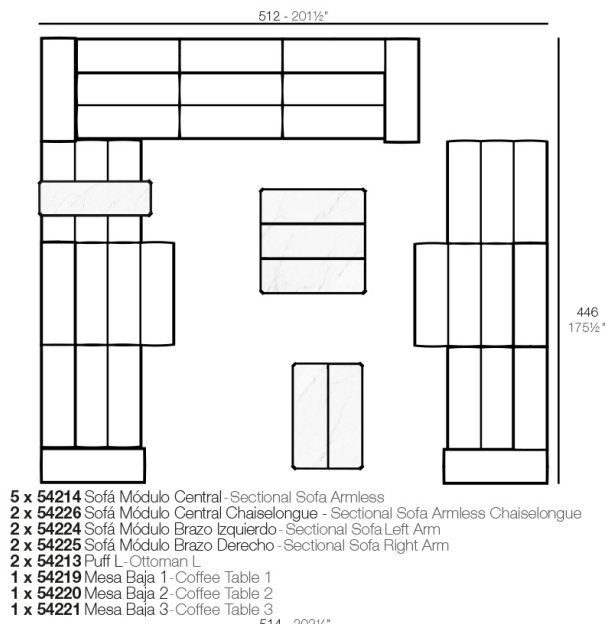 512 - 201½"
446
175½"
5 x 54214 Sofá Módulo Central - Sectional Sofa Armless
2 x 54226 Sofá Módulo Central Chaiselongue - Sectional Sofa Armless Chaiselongue
2 x 54224 Sofá Módulo Brazo Izquierdo - Sectional Sofa Left Arm
2 x 54225 Sofá Módulo Brazo Derecho - Sectional Sofa Right Arm
2 x 54213 Puff L - Ottoman L
1 x 54219 Mesa Baja 1 - Coffee Table 1
1 x 54220 Mesa Baja 2 - Coffee Table 2
1 x 54221 Mesa Baja 3 - Coffee Table 3